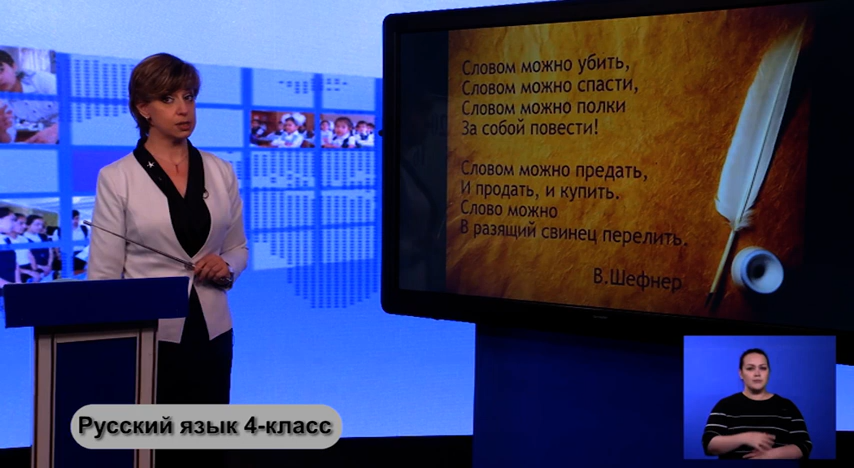 Словом можно убить,
Словом можно спасти,
Словом можно полки
За собой повести!
Словом можно предать,
И продать, и купить.
Слово можно
В разящий свинец перелить.
В.Шефнер
Русский язык 4-класс